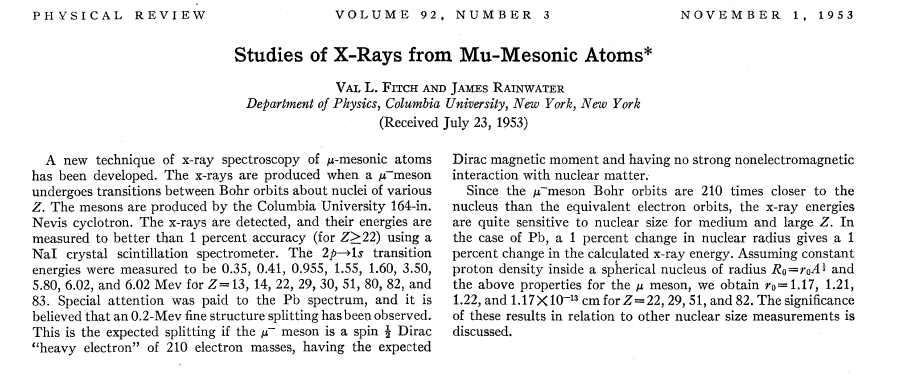 PHYSICAL REVIEW VOLUME 92, NUMBER 3 NOVEMBER 1, 1953
Studies of X-Rays from Mu-Mesonic Atoms*
VAL L. FITCH AND JAMES RAINWATER
Department of Physics, Columbia University, New York, New York
(Received July 23, 1953)
A new technique of x-ray spectroscopy of μ-mesonic atoms
has been developed. The x-rays are produced when a μ⁻meson
undergoes transitions between Bohr orbits about nuclei of various
Z. The mesons are produced by the Columbia University 164-in.
Nevis cyclotron. The x-rays are detected, and their energies are
measured to better than 1 percent accuracy (for Z≥22) using a
NaI crystal scintillation spectrometer. The 2p→1s transition
energies were measured to be 0.35, 0.41, 0.955, 1.55, 1.60, 3.50,
5.80, 6.02, and 6.02 Mev for Z=13, 14, 22, 29, 30, 51, 80, 82, and
83. Special attention was paid to the Pb spectrum, and it is
believed that an 0.2-Mev fine structure splitting has been observed.
This is the expected splitting if the μ⁻ meson is a spin ½ Dirac
"heavy electron" of 210 electron masses, having the expected
Dirac magnetic moment and having no strong nonelectromagnetic
interaction with nuclear matter.
Since the μ⁻meson Bohr orbits are 210 times closer to the
nucleus than the equivalent electron orbits, the x-ray energies
are quite sensitive to nuclear size for medium and large Z. In
the case of Pb, a 1 percent change in nuclear radius gives a 1
percent change in the calculated x-ray energy. Assuming constant
proton density inside a spherical nucleus of radius R₀=r₀A⅓ and
the above properties for the μ meson, we obtain r₀=1.17, 1.21,
1.22, and 1.17×10⁻¹³ cm for Z=22, 29, 51, and 82. The significance
of these results in relation to other nuclear size measurements is
discussed.